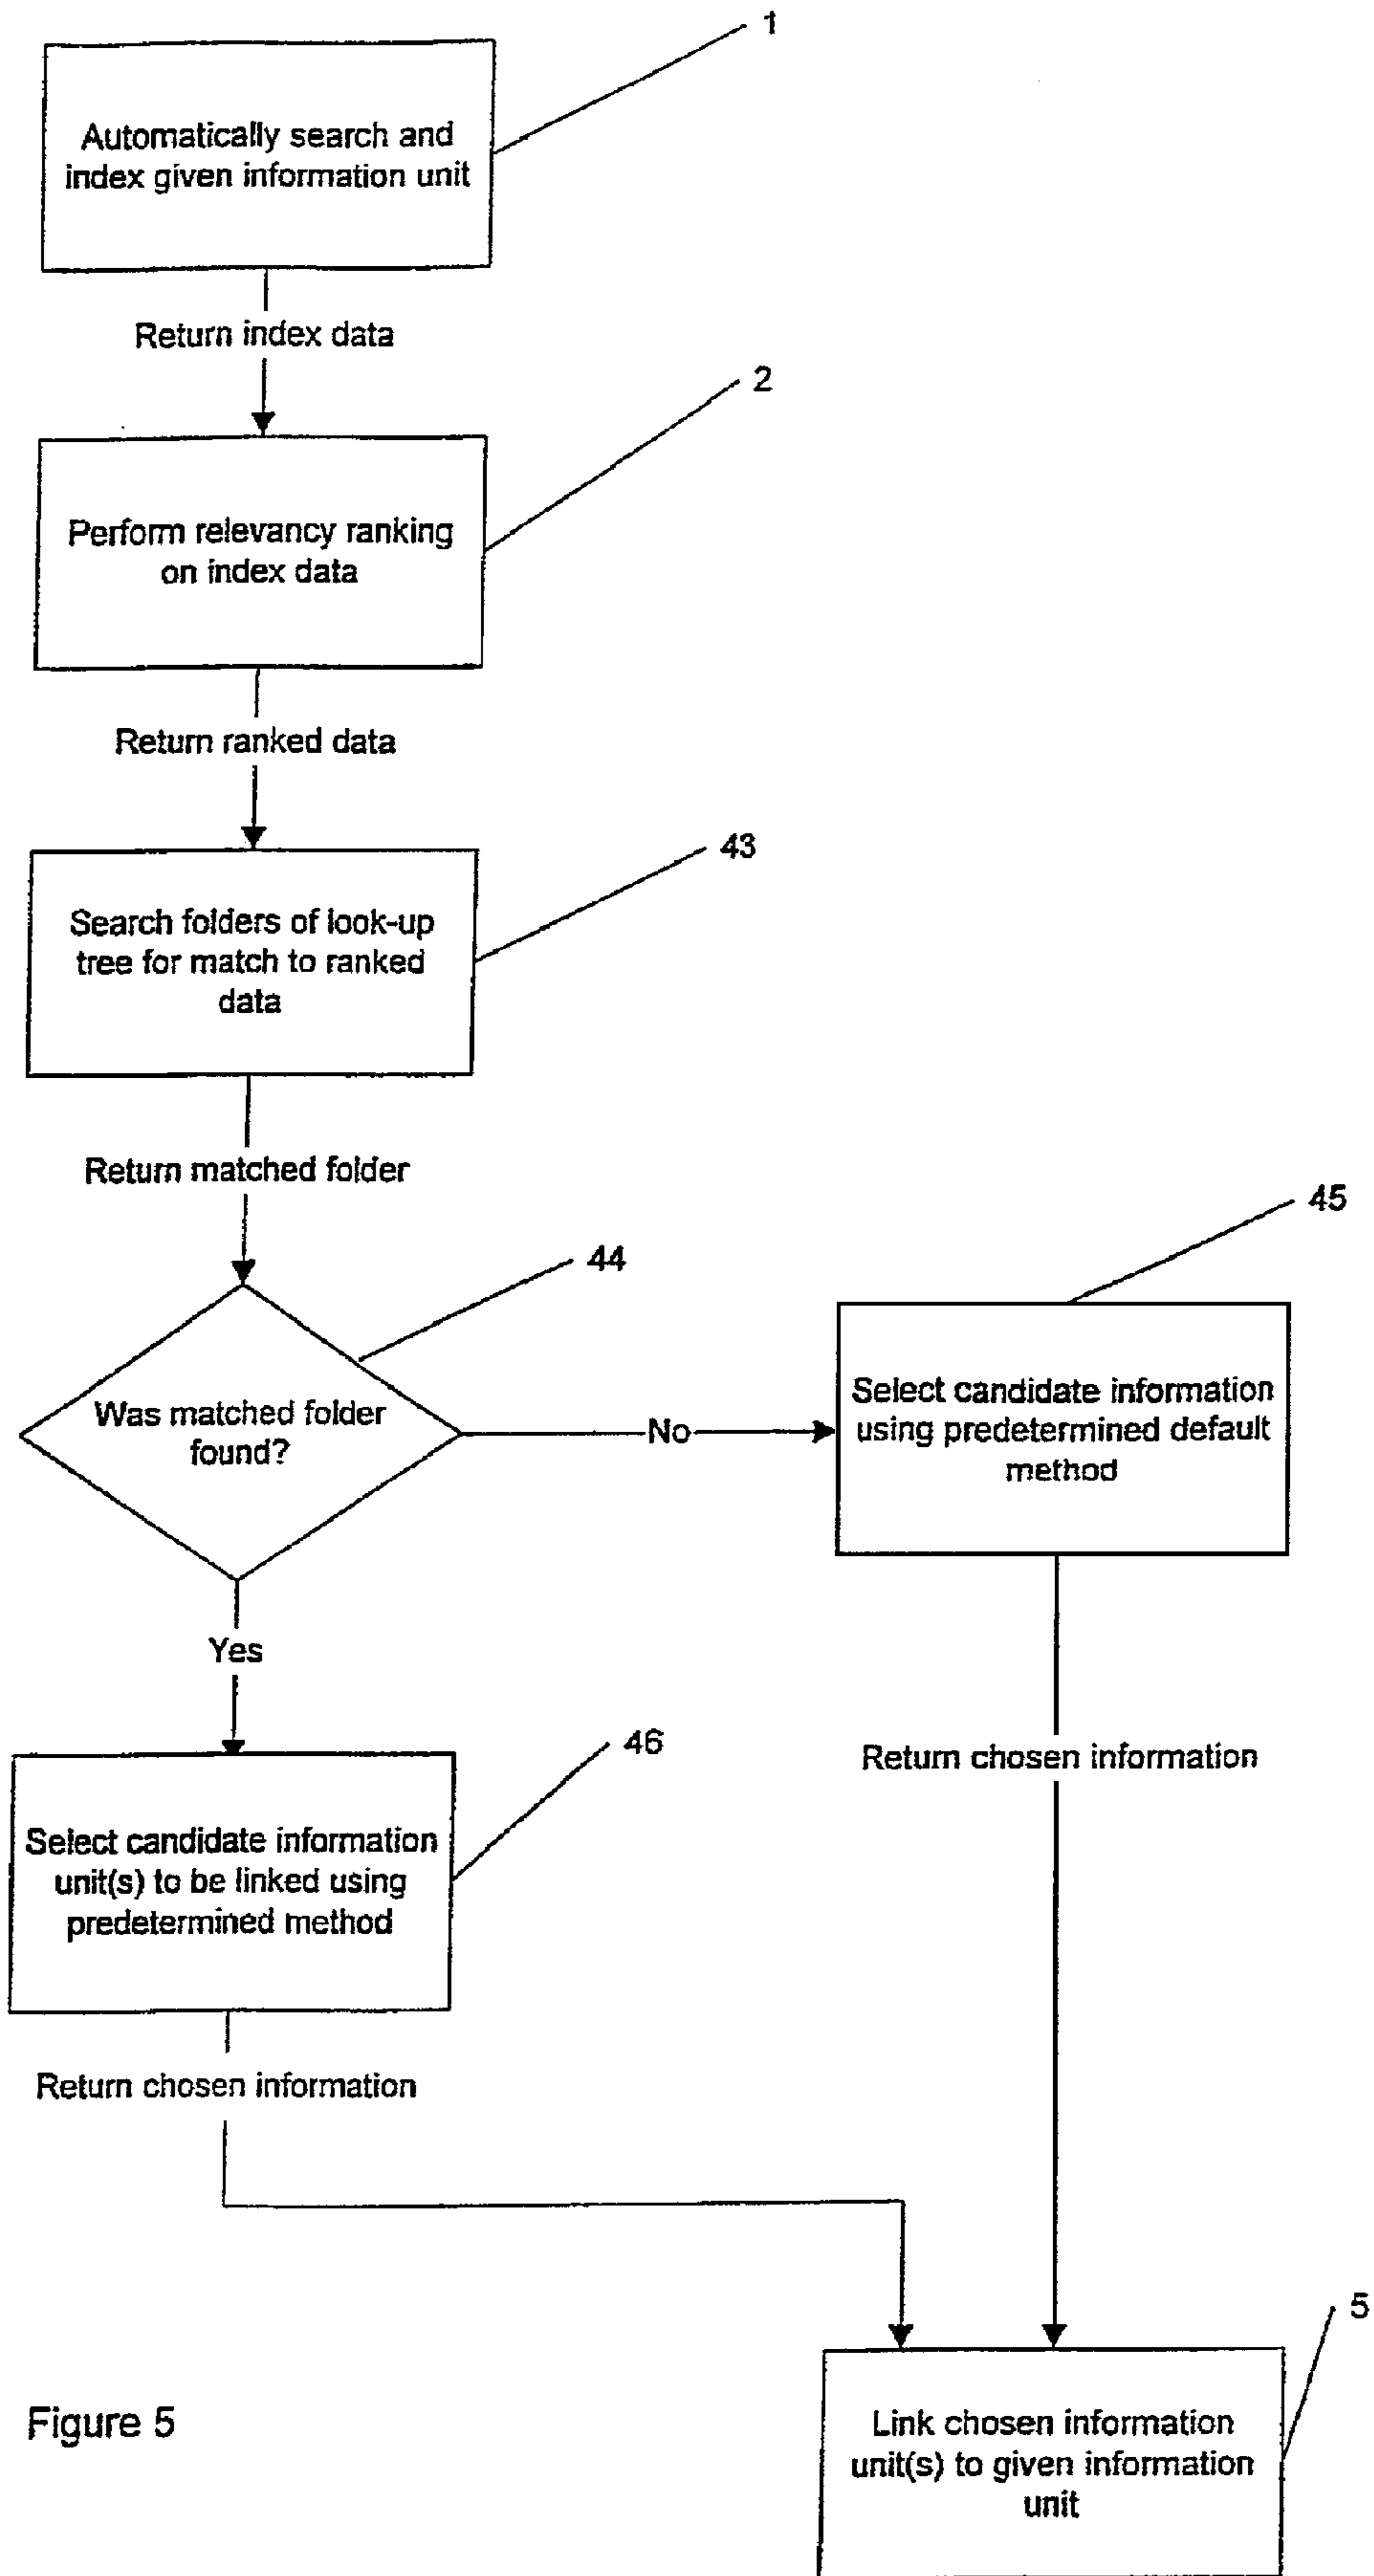 1
Automatically search and
index given information unit
Return index data
2
Perform relevancy ranking
on index data
Return ranked data
43
Search folders of look-up
tree for match to ranked
data
Return matched folder
44
Was matched folder
found?
No
45
Select candidate information
using predetermined default
method
Yes
46
Select candidate information
unit(s) to be linked using
predetermined method
Return chosen information
Return chosen information
5
Link chosen information
unit(s) to given information
unit
Figure 5